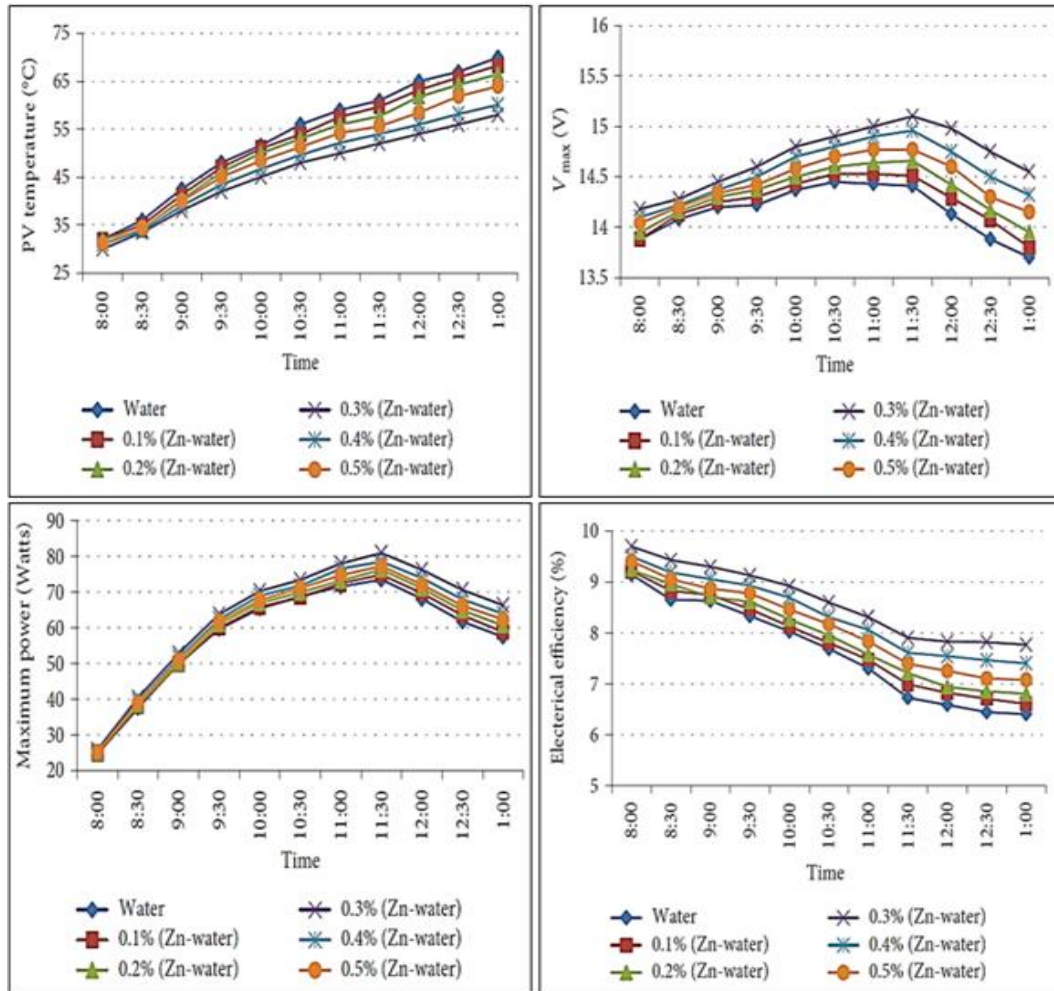 PV temperature (°C)
75
65
55
45
35
25
8:00
8:30
9:00
9:30
10:00
10:30
11:00
11:30
12:00
12:30
1:00
Time
Water
0.3% (Zn-water)
0.1% (Zn-water)
0.4% (Zn-water)
0.2% (Zn-water)
0.5% (Zn-water)
Vmax (V)
16
15.5
15
14.5
14
13.5
8:00
8:30
9:00
9:30
10:00
10:30
11:00
11:30
12:00
12:30
1:00
Time
Water
0.3% (Zn-water)
0.1% (Zn-water)
0.4% (Zn-water)
0.2% (Zn-water)
0.5% (Zn-water)
Maximum power (Watts)
90
80
70
60
50
40
30
20
8:00
8:30
9:00
9:30
10:00
10:30
11:00
11:30
12:00
12:30
1:00
Time
Water
0.3% (Zn-water)
0.1% (Zn-water)
0.4% (Zn-water)
0.2% (Zn-water)
0.5% (Zn-water)
Electerical efficiency (%)
10
9
8
7
6
5
8:00
8:30
9:00
9:30
10:00
10:30
11:00
11:30
12:00
12:30
1:00
Time
Water
0.3% (Zn-water)
0.1% (Zn-water)
0.4% (Zn-water)
0.2% (Zn-water)
0.5% (Zn-water)